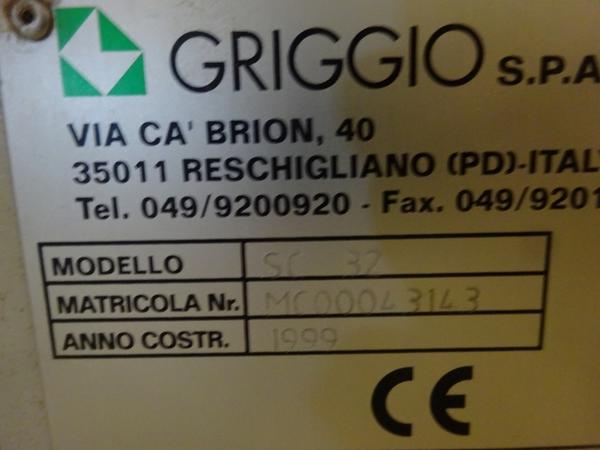 GRIGGIO S.P.A
VIA CA' BRION, 40
35011 RESCHIGLIANO (PD)-ITALY
Tel. 049/9200920 - Fax. 049/9201
MODELLO SC 32
MATRICOLA Nr. MC00043143
ANNO COSTR. 1999
CE